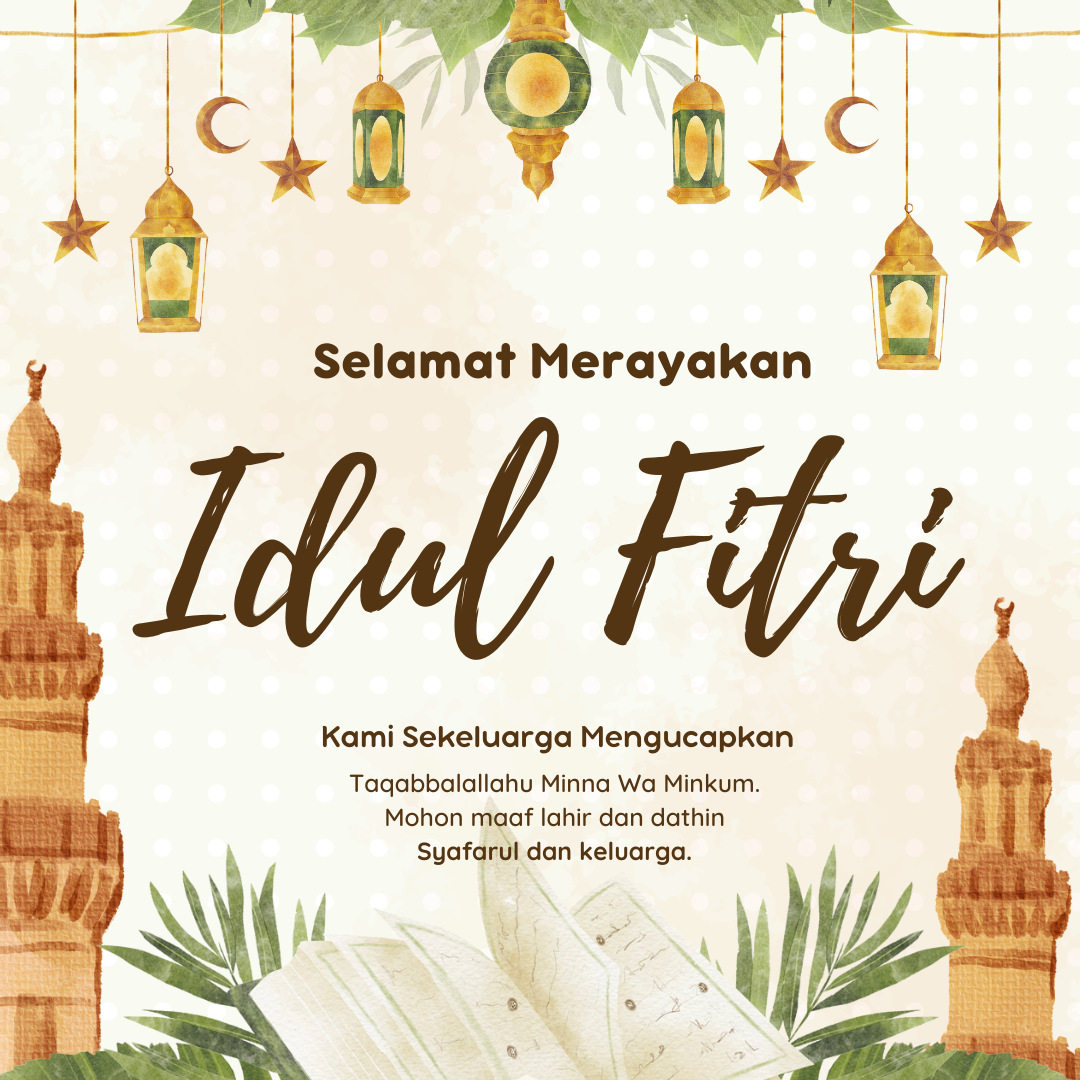 Selamat Merayakan
Idul Fitri
Kami Sekeluarga Mengucapkan
Taqabbalallahu Minna Wa Minkum.
Mohon maaf lahir dan dathin
Syafarul dan keluarga.